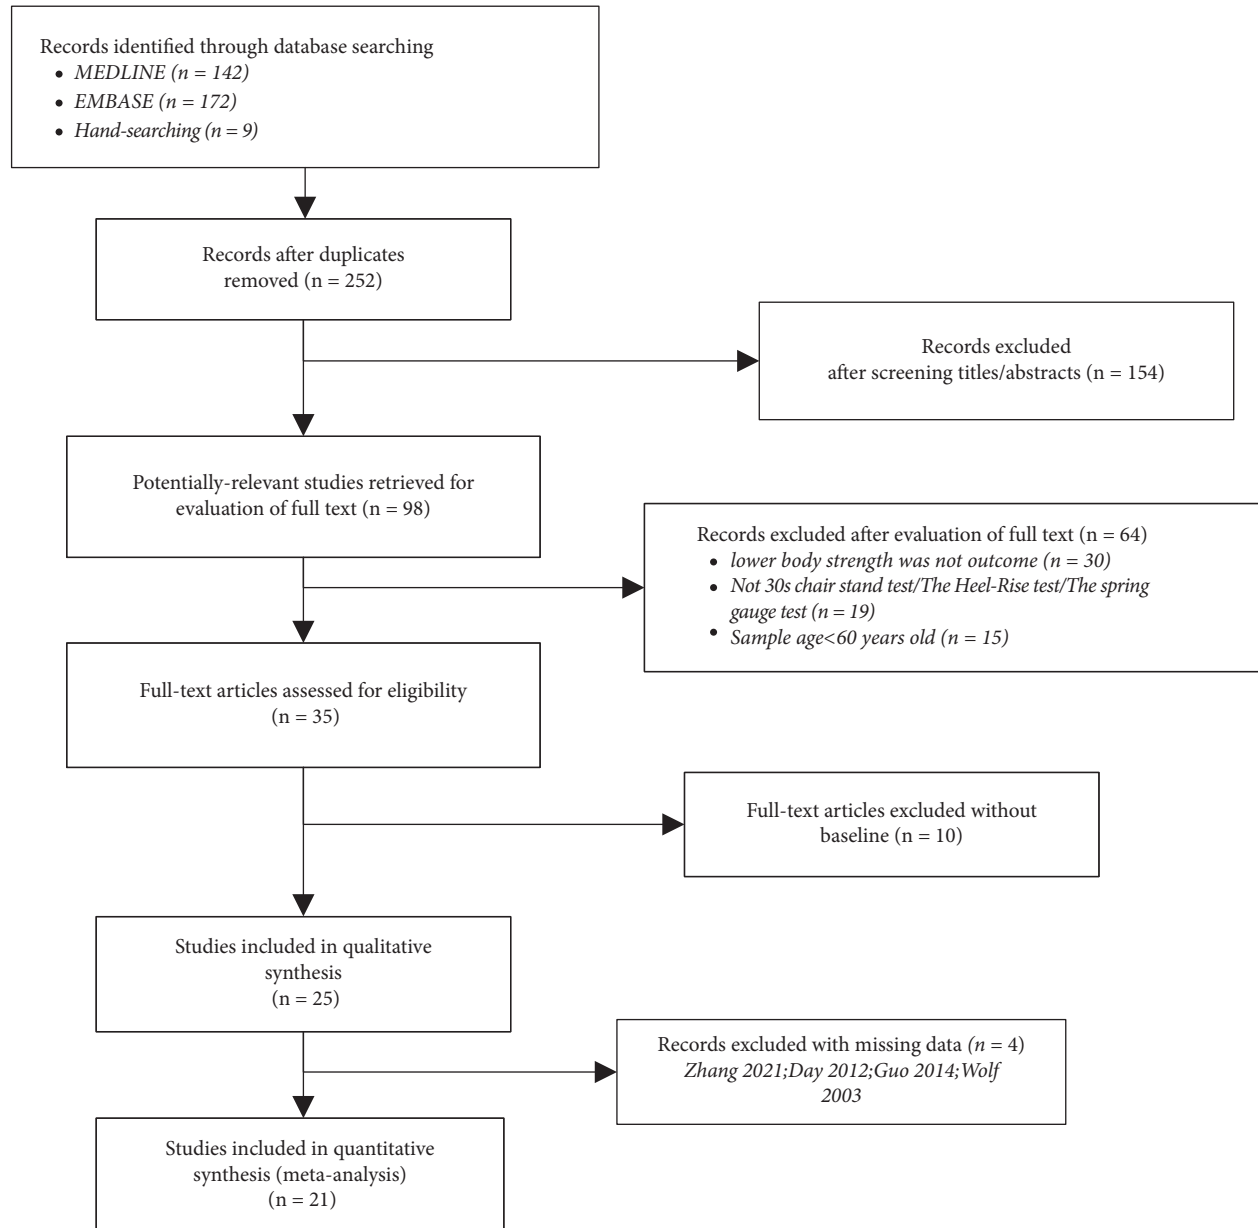 Records identified through database searching
• MEDLINE (n = 142)
• EMBASE (n = 172)
• Hand-searching (n = 9)
Records after duplicates
removed (n = 252)
Records excluded
after screening titles/abstracts (n = 154)
Potentially-relevant studies retrieved for
evaluation of full text (n = 98)
Records excluded after evaluation of full text (n = 64)
• lower body strength was not outcome (n = 30)
• Not 30s chair stand test/The Heel-Rise test/The spring
gauge test (n = 19)
• Sample age<60 years old (n = 15)
Full-text articles assessed for eligibility
(n = 35)
Full-text articles excluded without
baseline (n = 10)
Studies included in qualitative
synthesis
(n = 25)
Records excluded with missing data (n = 4)
Zhang 2021;Day 2012;Guo 2014;Wolf
2003
Studies included in quantitative
synthesis (meta-analysis)
(n = 21)